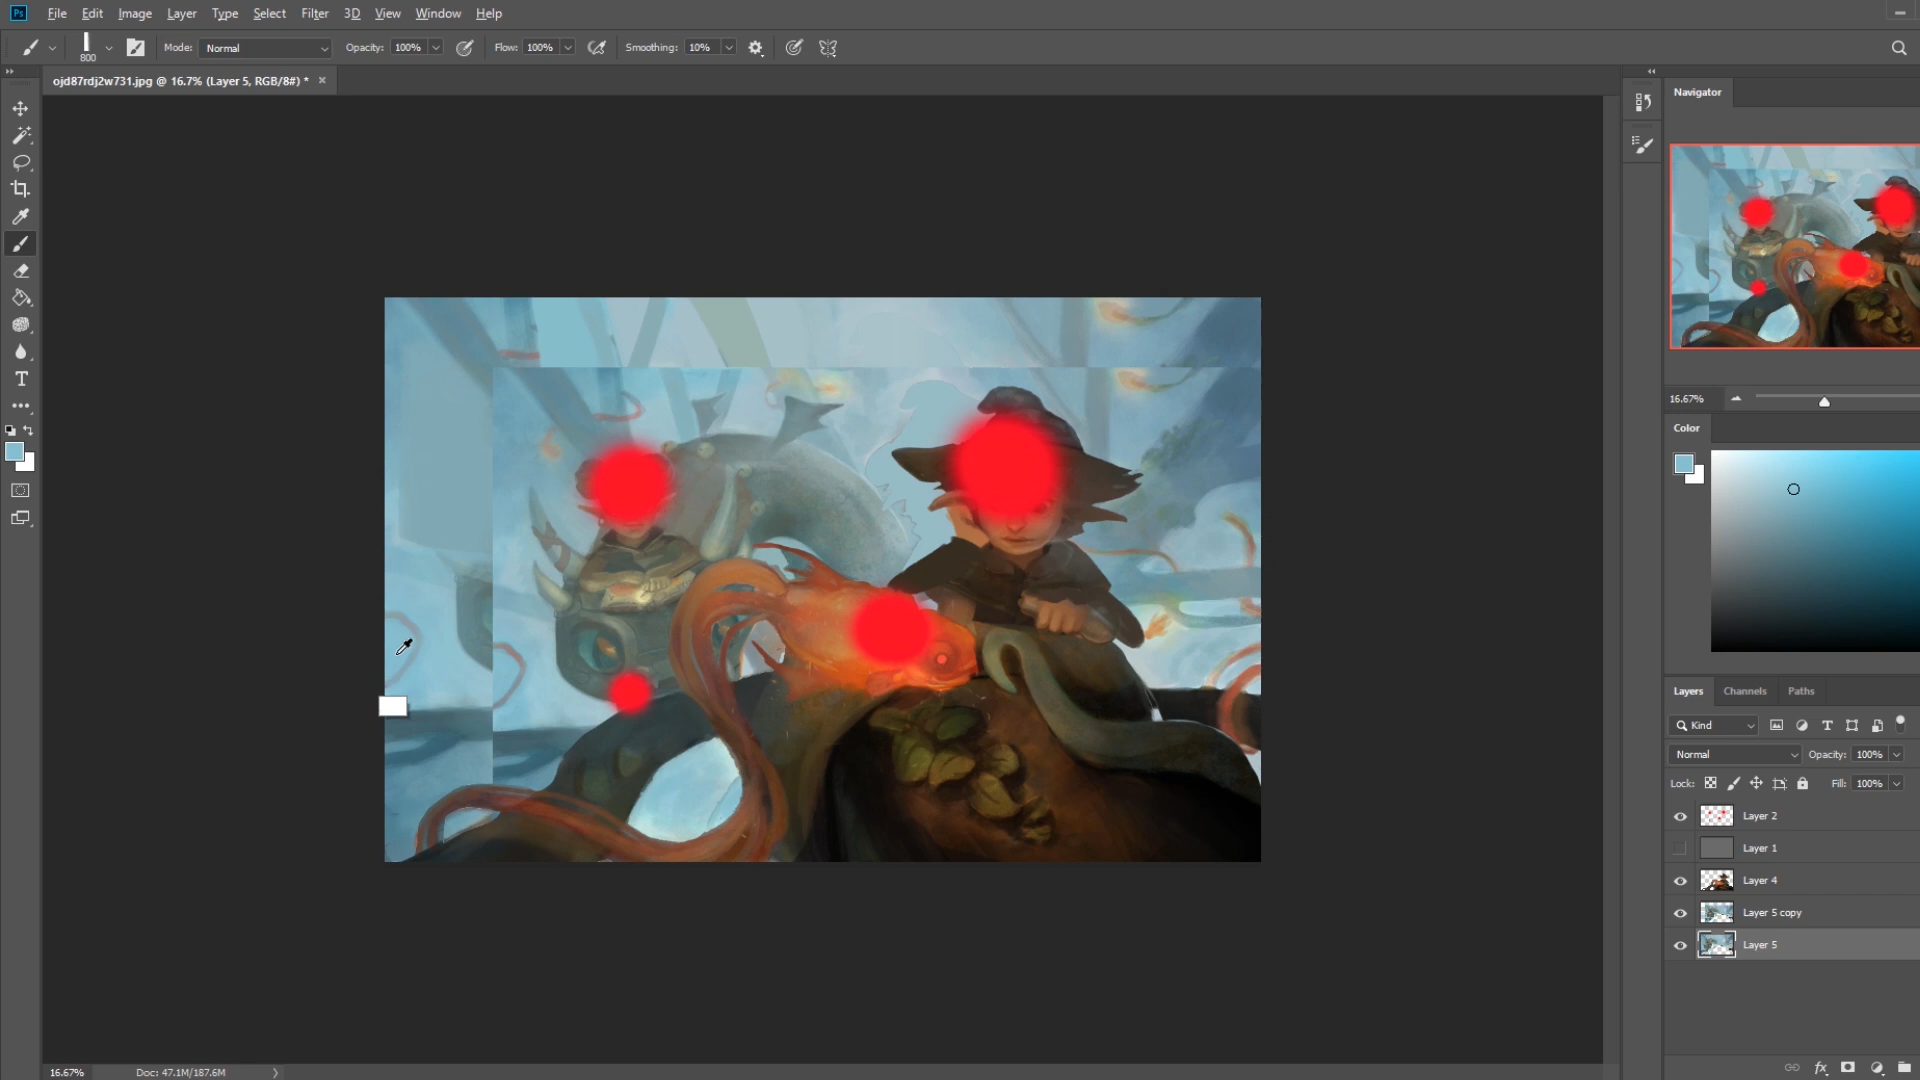 Ps File Edit Image Layer Type Select Filter 3D View Window Help
800 Mode: Normal Opacity: 100% Flow: 100% Smoothing: 10%
ojd87rdj2w731.jpg @ 16.7% (Layer 5, RGB/8#) *
Navigator
16.67%
Color
Layers Channels Paths
Kind
Normal Opacity: 100%
Lock: Fill: 100%
Layer 2
Layer 1
Layer 4
Layer 5 copy
Layer 5
fx
16.67% Doc: 47.1M/187.6M